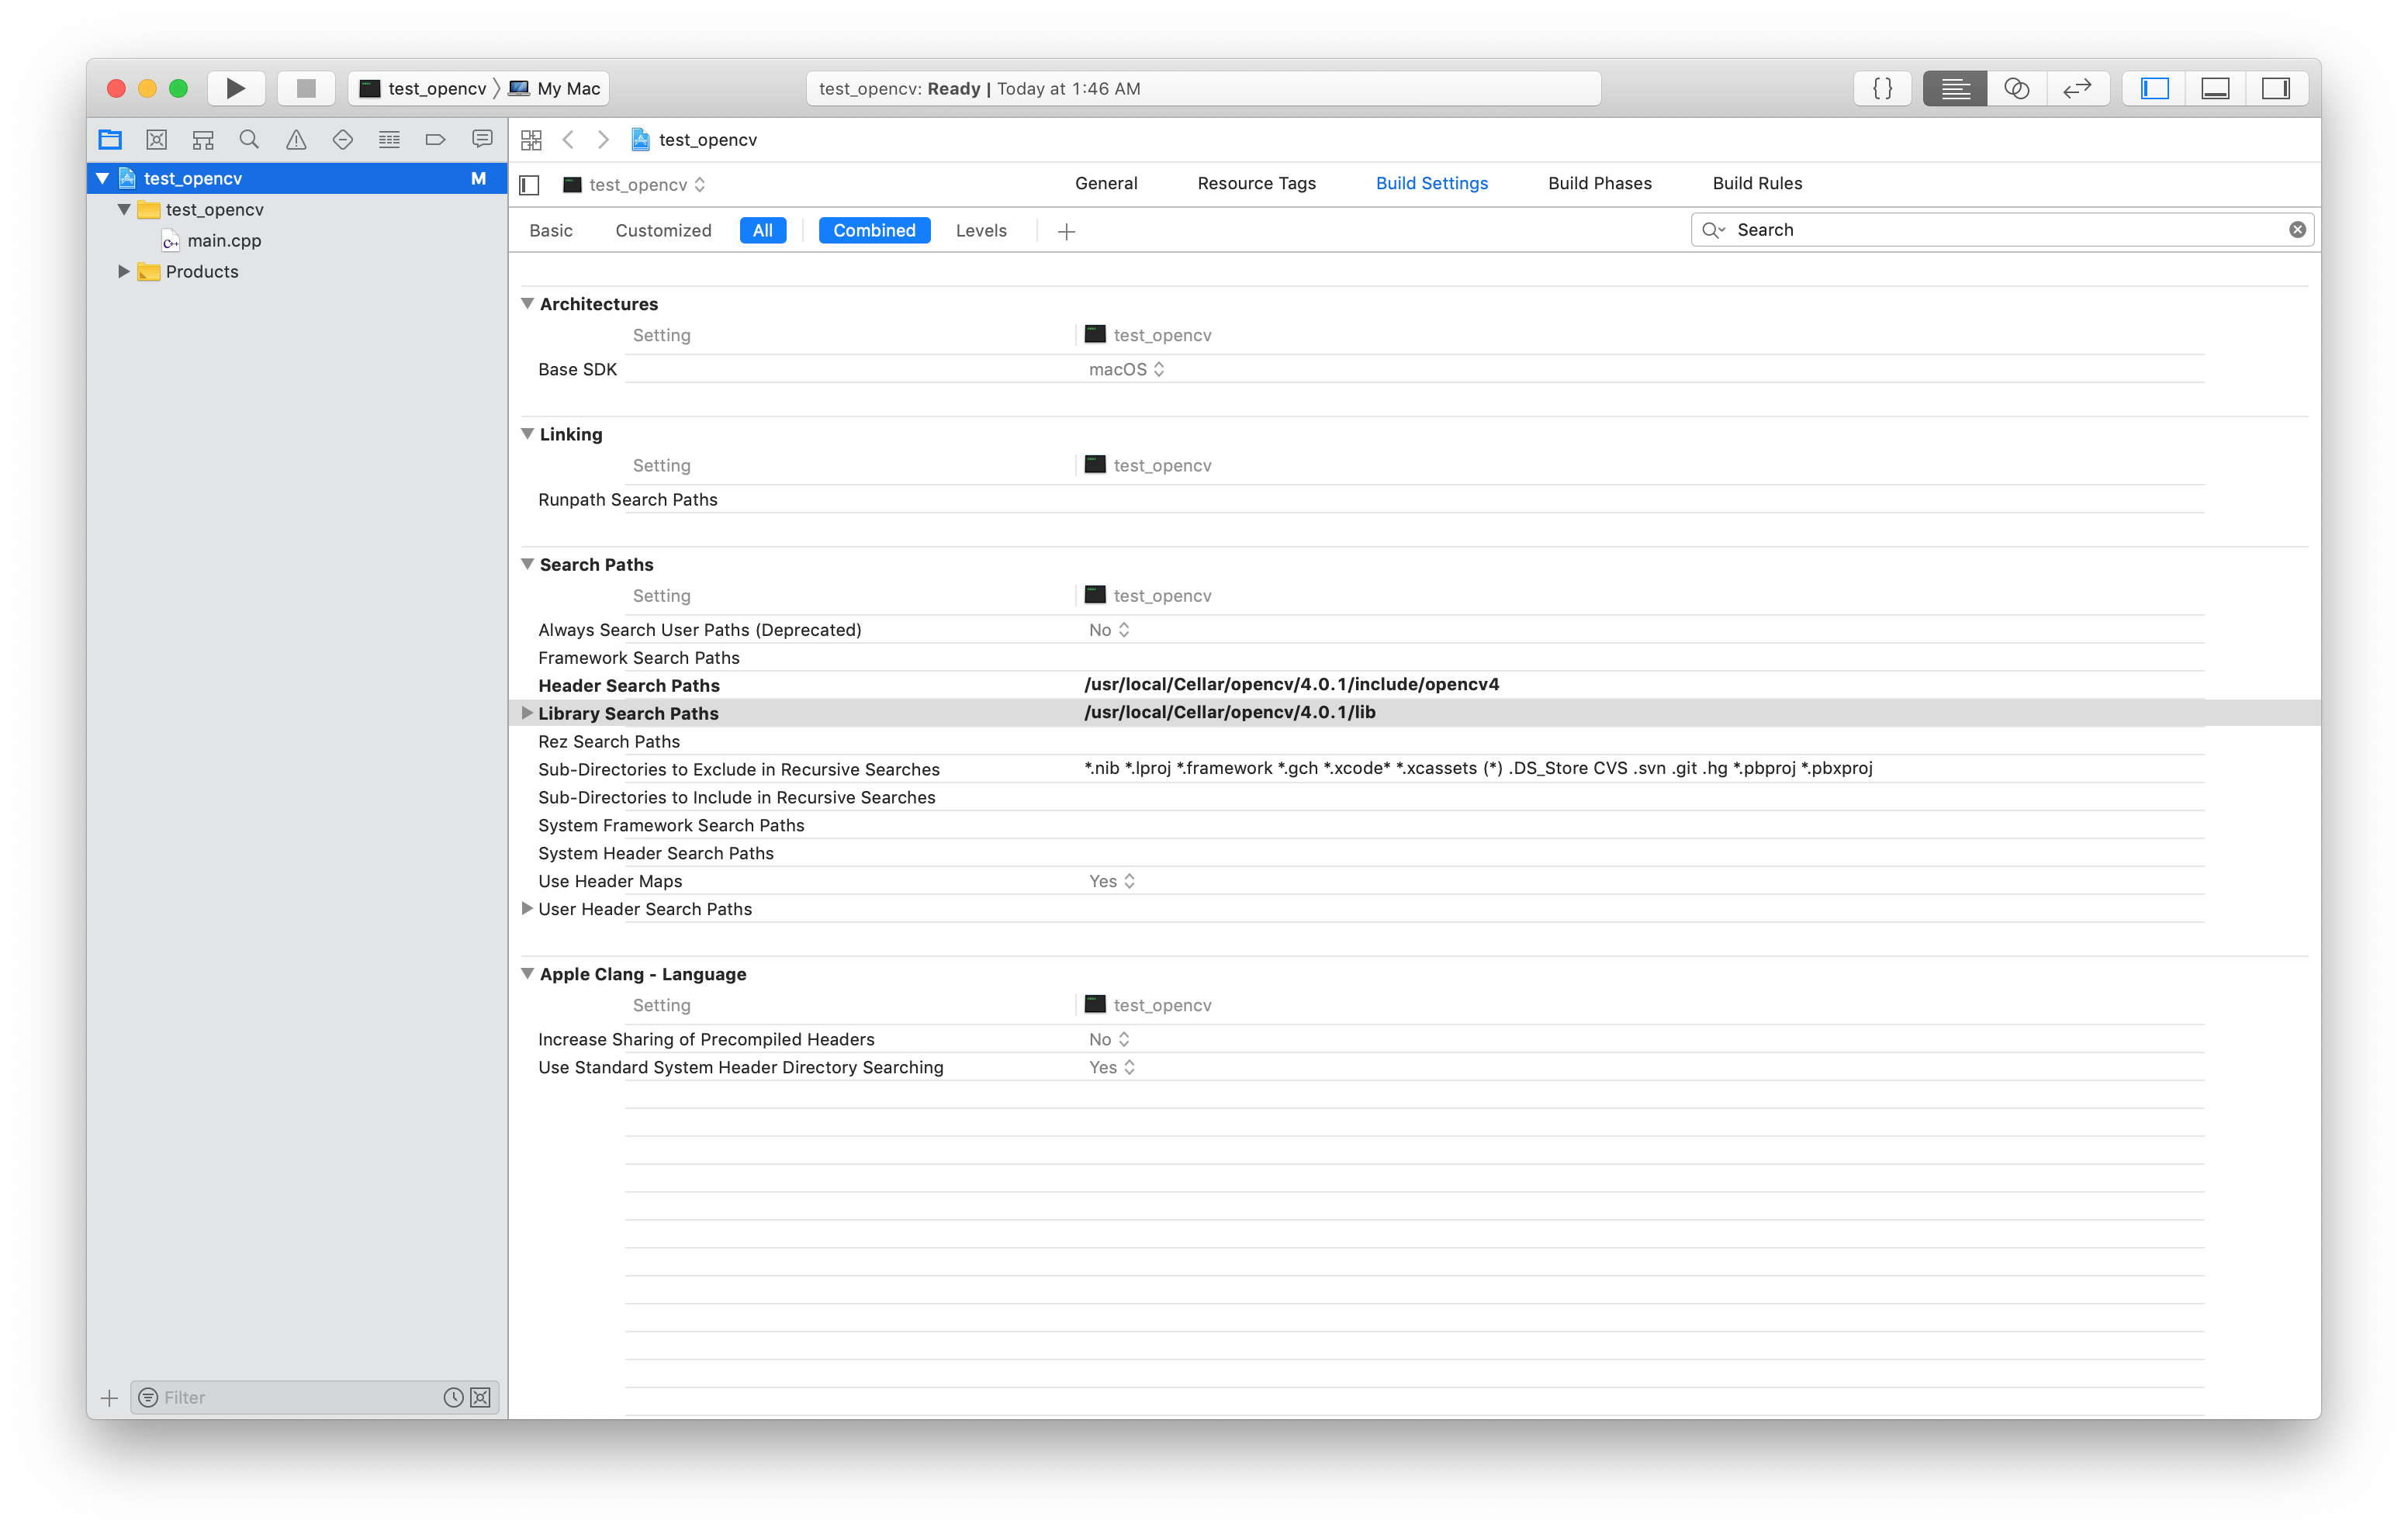 test_opencv My Mac
test_opencv: Ready | Today at 1:46 AM
{ }
test_opencv
test_opencv M
test_opencv
main.cpp
Products
test_opencv
General Resource Tags Build Settings Build Phases Build Rules
Basic Customized All Combined Levels + Search
Architectures
Setting test_opencv
Base SDK macOS
Linking
Setting test_opencv
Runpath Search Paths
Search Paths
Setting test_opencv
Always Search User Paths (Deprecated) No
Framework Search Paths
Header Search Paths /usr/local/Cellar/opencv/4.0.1/include/opencv4
Library Search Paths /usr/local/Cellar/opencv/4.0.1/lib
Rez Search Paths
Sub-Directories to Exclude in Recursive Searches *.nib *.lproj *.framework *.gch *.xcode* *.xcassets (*) .DS_Store CVS .svn .git .hg *.pbproj *.pbxproj
Sub-Directories to Include in Recursive Searches
System Framework Search Paths
System Header Search Paths
Use Header Maps Yes
User Header Search Paths
Apple Clang - Language
Setting test_opencv
Increase Sharing of Precompiled Headers No
Use Standard System Header Directory Searching Yes
+ Filter